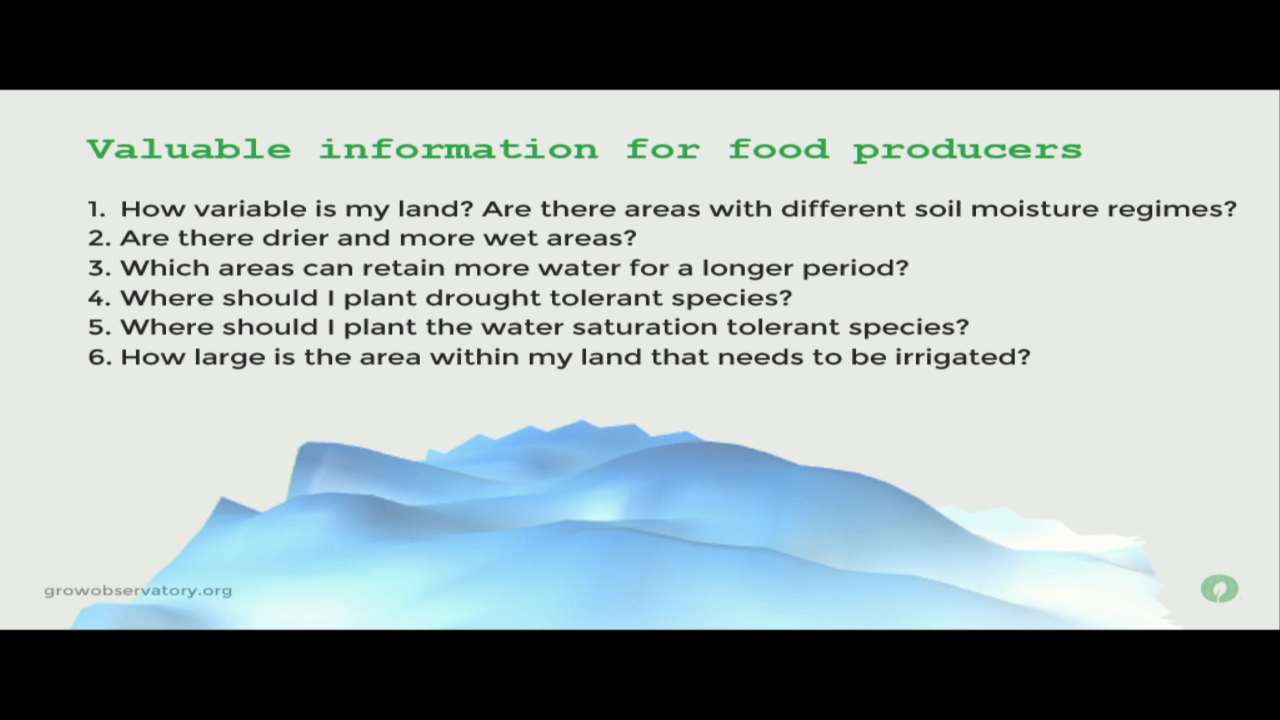 Valuable information for food producers
1. How variable is my land? Are there areas with different soil moisture regimes?
2. Are there drier and more wet areas?
3. Which areas can retain more water for a longer period?
4. Where should I plant drought tolerant species?
5. Where should I plant the water saturation tolerant species?
6. How large is the area within my land that needs to be irrigated?
growobservatory.org